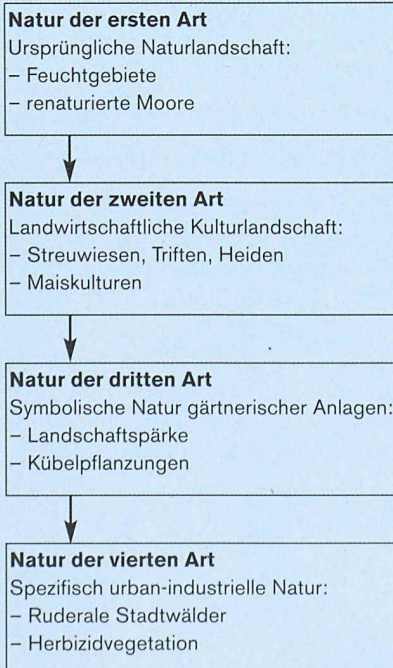 Natur der ersten Art
Ursprüngliche Naturlandschaft:
– Feuchtgebiete
– renaturierte Moore
Natur der zweiten Art
Landwirtschaftliche Kulturlandschaft:
– Streuwiesen, Triften, Heiden
– Maiskulturen
Natur der dritten Art
Symbolische Natur gärtnerischer Anlagen:
– Landschaftspärke
– Kübelpflanzungen
Natur der vierten Art
Spezifisch urban-industrielle Natur:
– Ruderale Stadtwälder
– Herbizidvegetation